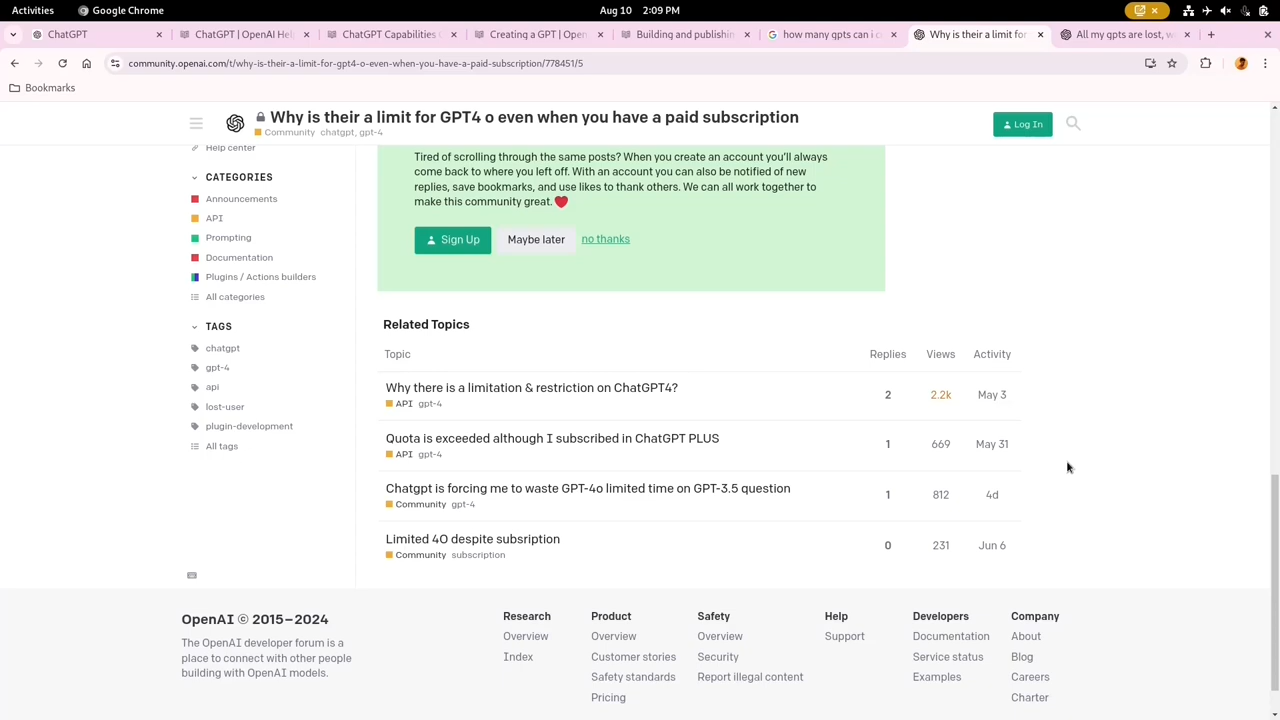 Activities
Google Chrome
Aug 10 2:09 PM
ChatGPT
ChatGPT | OpenAI Hel
ChatGPT Capabilities
Creating a GPT | Open
Building and publishin
how many gpts can i c
Why is their a limit for
All my gpts are lost, w
community.openai.com/t/why-is-their-a-limit-for-gpt4-o-even-when-you-have-a-paid-subscription/778451/5
Bookmarks
Why is their a limit for GPT4 o even when you have a paid subscription
Community chatgpt, gpt-4
Log In
Help center
CATEGORIES
Announcements
API
Prompting
Documentation
Plugins / Actions builders
All categories
TAGS
chatgpt
gpt-4
api
lost-user
plugin-development
All tags
Tired of scrolling through the same posts? When you create an account you'll always
come back to where you left off. With an account you can also be notified of new
replies, save bookmarks, and use likes to thank others. We can all work together to
make this community great.
Sign Up
Maybe later
no thanks
Related Topics
Topic Replies Views Activity
Why there is a limitation & restriction on ChatGPT4?
API gpt-4
2 2.2k May 3
Quota is exceeded although I subscribed in ChatGPT PLUS
API gpt-4
1 669 May 31
Chatgpt is forcing me to waste GPT-4o limited time on GPT-3.5 question
Community gpt-4
1 812 4d
Limited 4O despite subsription
Community subscription
0 231 Jun 6
OpenAI © 2015–2024
The OpenAI developer forum is a
place to connect with other people
building with OpenAI models.
Research
Overview
Index
Product
Overview
Customer stories
Safety standards
Pricing
Safety
Overview
Security
Report illegal content
Help
Support
Developers
Documentation
Service status
Examples
Company
About
Blog
Careers
Charter